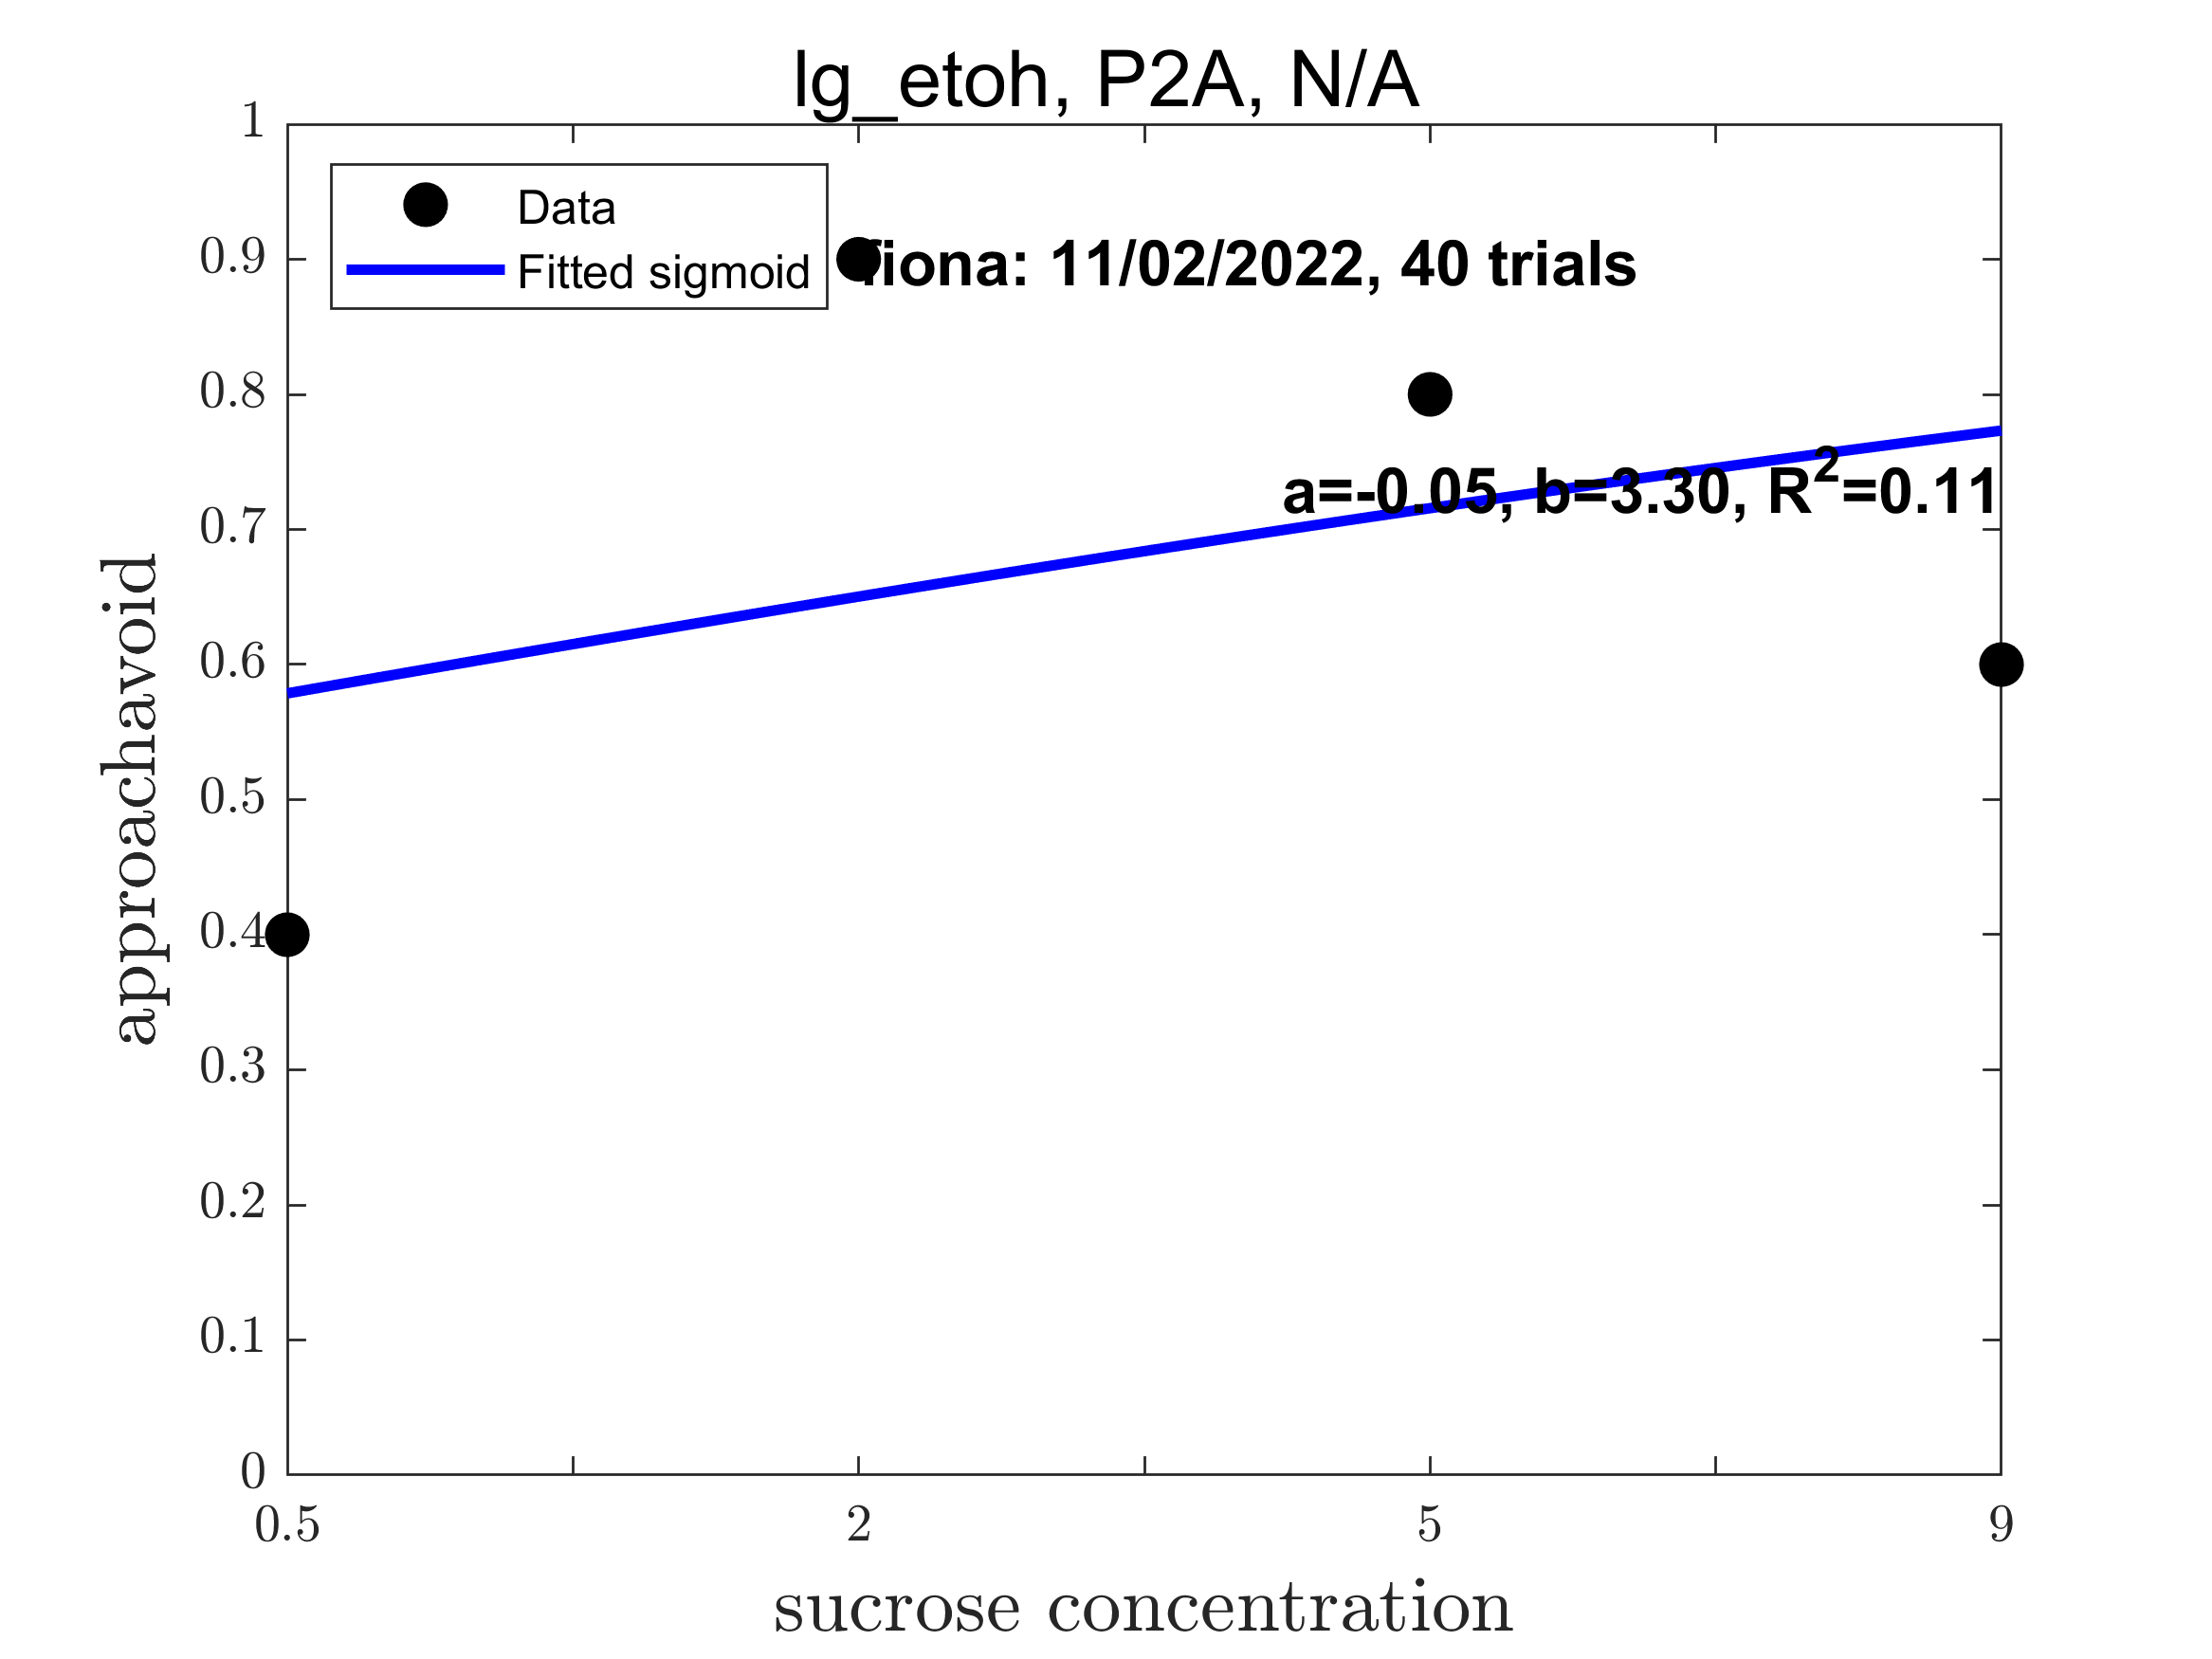 lg_etoh, P2A, N/A
1
Data
Fitted sigmoid
0.9
fiona: 11/02/2022, 40 trials
0.8
a=-0.05, b=3.30, R²=0.11
0.7
0.6
0.5
0.4
0.3
0.2
0.1
0
approachavoid
0.5 2 5 9
sucrose concentration